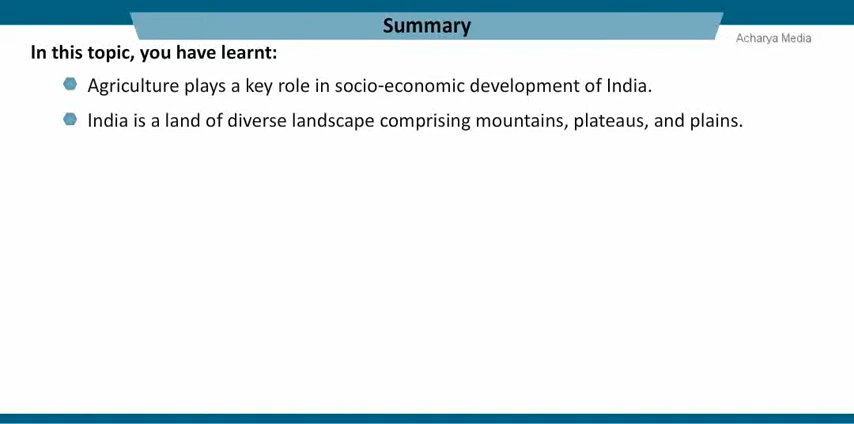 Summary
Acharya Media
In this topic, you have learnt:
Agriculture plays a key role in socio-economic development of India.
India is a land of diverse landscape comprising mountains, plateaus, and plains.